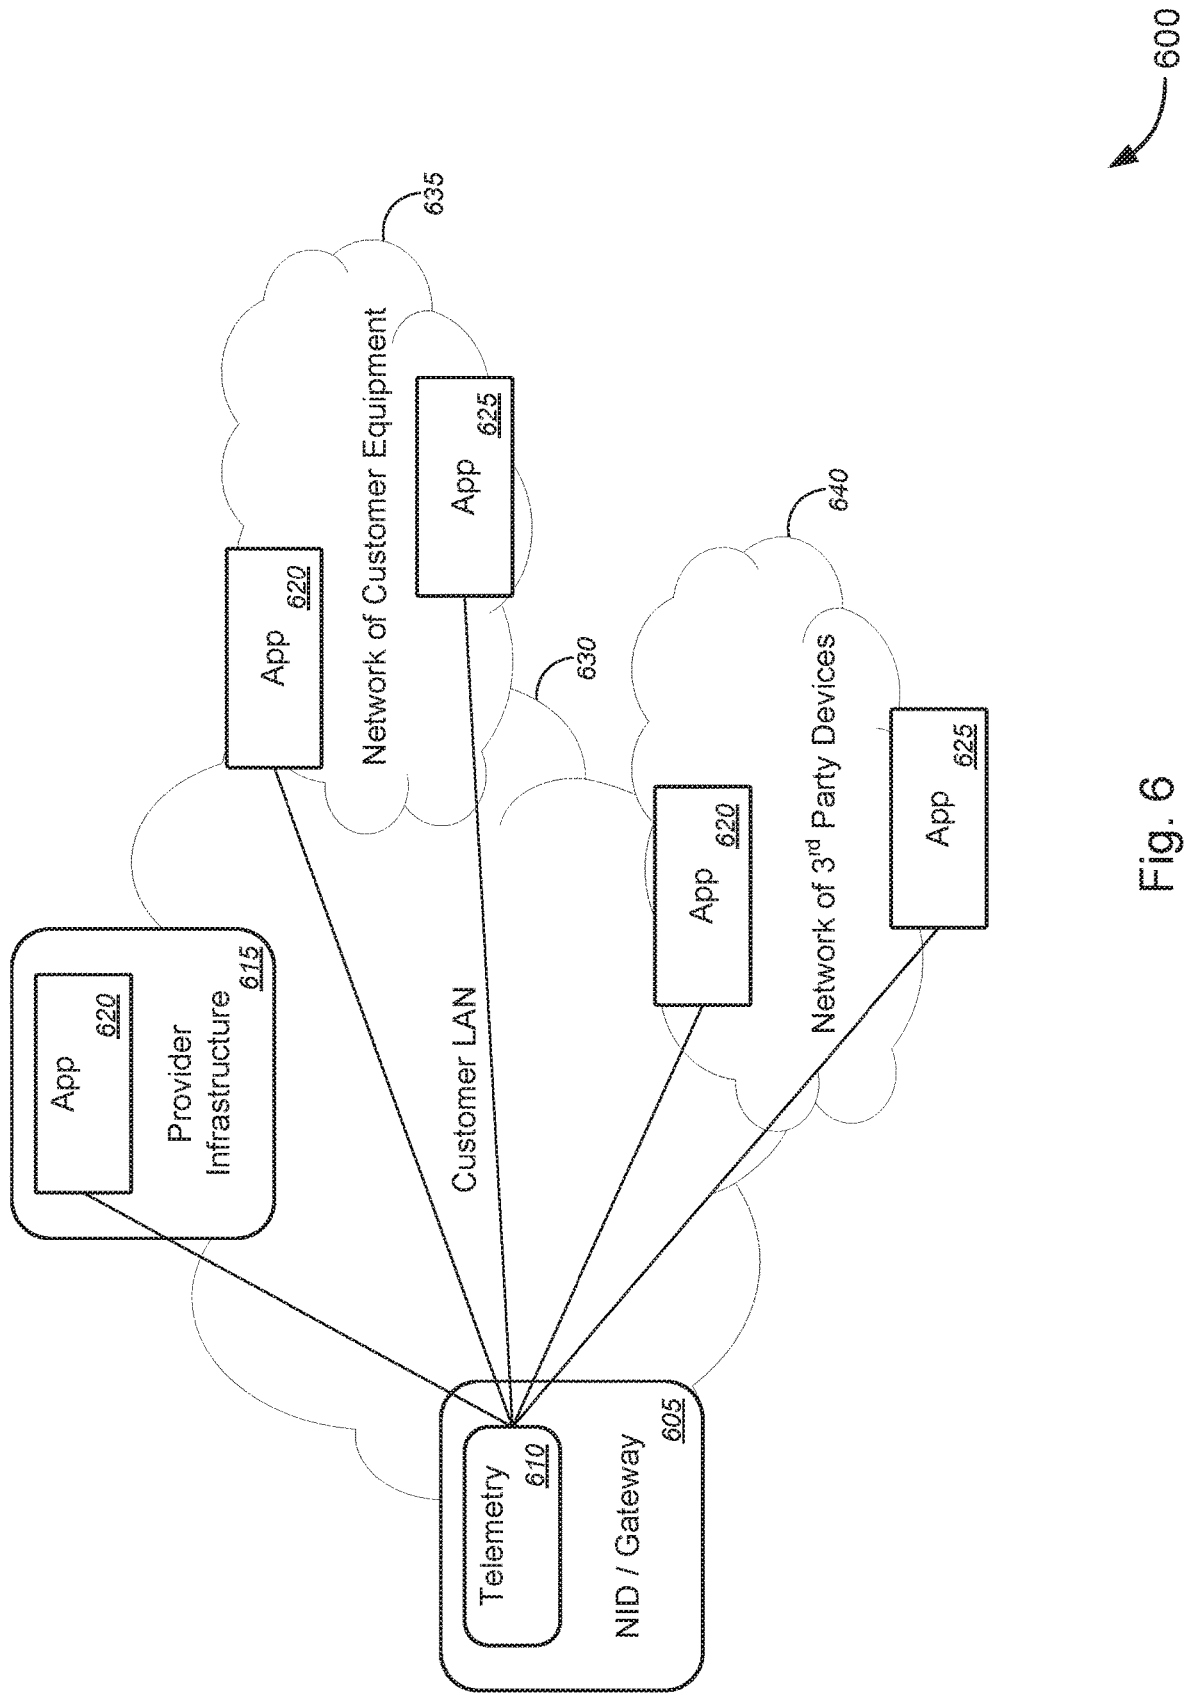 600
App
620
Provider
Infrastructure
615
App
620
Network of Customer Equipment
App
625
635
Customer LAN
630
Telemetry
610
NID / Gateway
605
App
620
Network of 3rd Party Devices
App
625
640
Fig. 6